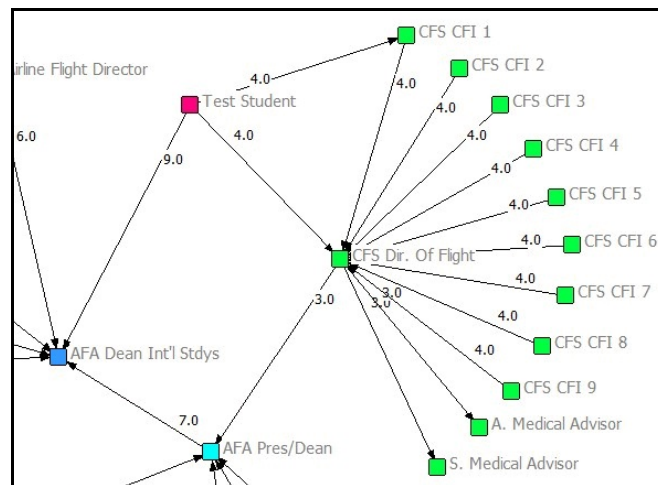 CFS CFI 1
CFS CFI 2
Airline Flight Director
4.0
4.0
Test Student
4.0
CFS CFI 3
6.0
4.0
4.0
CFS CFI 4
9.0
4.0
CFS CFI 5
4.0
4.0
CFS CFI 6
CFS Dir. Of Flight
4.0
CFS CFI 7
3.0
3.0
3.0
4.0
CFS CFI 8
AFA Dean Int'l Stdys
4.0
CFS CFI 9
7.0
A. Medical Advisor
AFA Pres/Dean
S. Medical Advisor